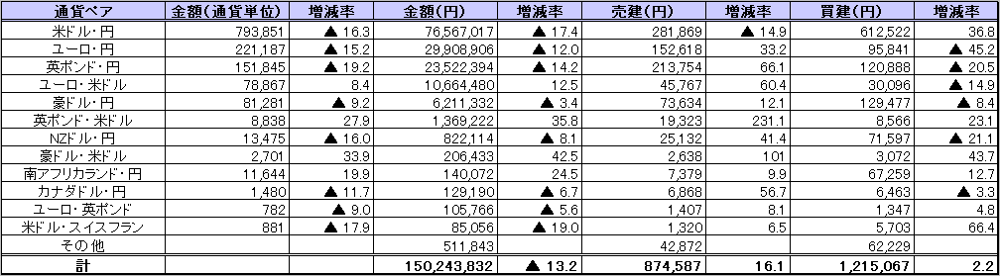 通貨ペア 金額(通貨単位) 増減率 金額(円) 増減率 売建(円) 増減率 買建(円) 増減率
米ドル・円 793,851 ▲ 16.3 76,567,017 ▲ 17.4 281,869 ▲ 14.9 612,522 36.8
ユーロ・円 221,187 ▲ 15.2 29,908,906 ▲ 12.0 152,618 33.2 95,841 ▲ 45.2
英ポンド・円 151,845 ▲ 19.2 23,522,394 ▲ 14.2 213,754 66.1 120,888 ▲ 20.5
ユーロ・米ドル 78,867 8.4 10,664,480 12.5 45,767 60.4 30,096 ▲ 14.9
豪ドル・円 81,281 ▲ 9.2 6,211,332 ▲ 3.4 73,634 12.1 129,477 ▲ 8.4
英ポンド・米ドル 8,838 27.9 1,369,222 35.8 19,323 231.1 8,566 23.1
NZドル・円 13,475 ▲ 16.0 822,114 ▲ 8.1 25,132 41.4 71,597 ▲ 21.1
豪ドル・米ドル 2,701 33.9 206,433 42.5 2,638 101 3,072 43.7
南アフリカランド・円 11,644 19.9 140,072 24.5 7,379 9.9 67,259 12.7
カナダドル・円 1,480 ▲ 11.7 129,190 ▲ 6.7 6,868 56.7 6,463 ▲ 3.3
ユーロ・英ポンド 782 ▲ 9.0 105,766 ▲ 5.6 1,407 8.1 1,347 4.8
米ドル・スイスフラン 881 ▲ 17.9 85,056 ▲ 19.0 1,320 6.5 5,703 66.4
その他 511,843 42,872 62,229
計 150,243,832 ▲ 13.2 874,587 16.1 1,215,067 2.2